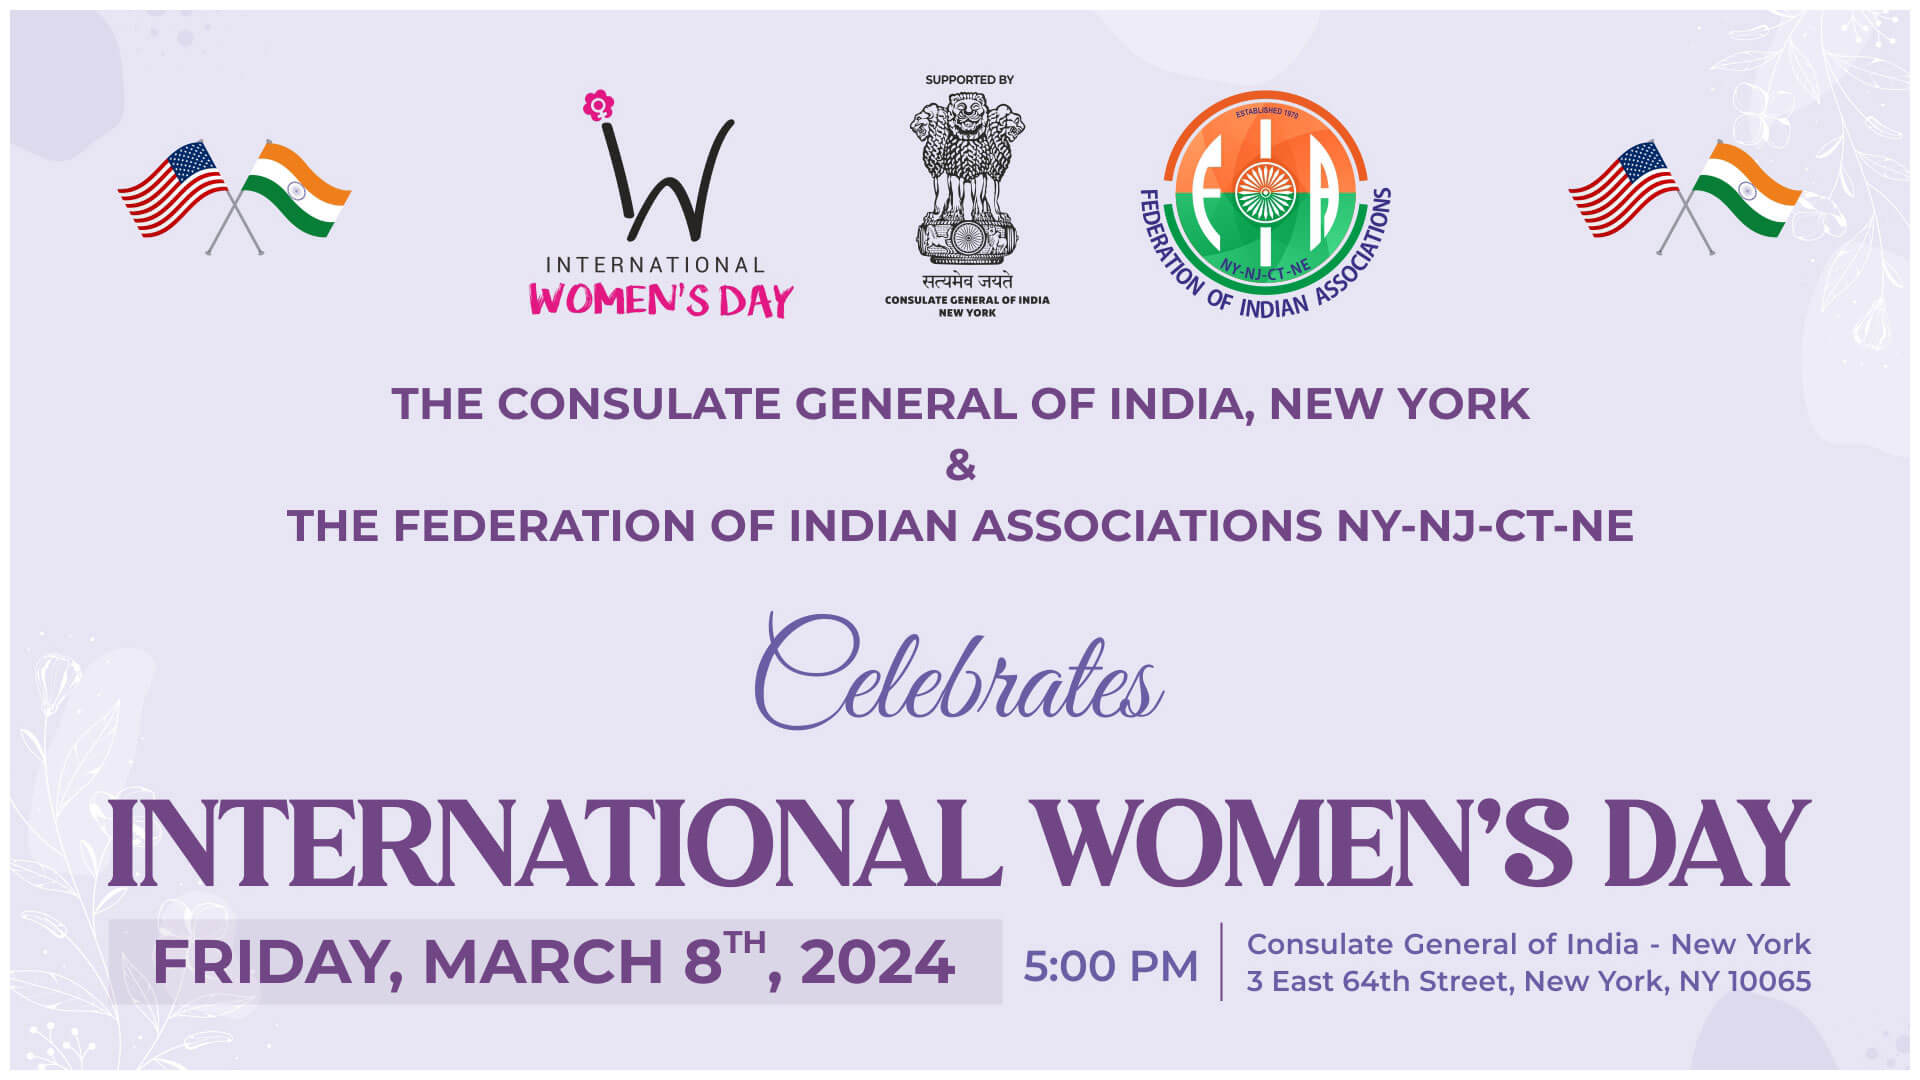 INTERNATIONAL
WOMEN'S DAY
SUPPORTED BY
सत्यमेव जयते
CONSULATE GENERAL OF INDIA
NEW YORK
ESTABLISHED 1970
FIA
NY-NJ-CT-NE
FEDERATION OF INDIAN ASSOCIATIONS
THE CONSULATE GENERAL OF INDIA, NEW YORK
&
THE FEDERATION OF INDIAN ASSOCIATIONS NY-NJ-CT-NE
Celebrates
INTERNATIONAL WOMEN'S DAY
FRIDAY, MARCH 8TH, 2024
5:00 PM
Consulate General of India - New York
3 East 64th Street, New York, NY 10065